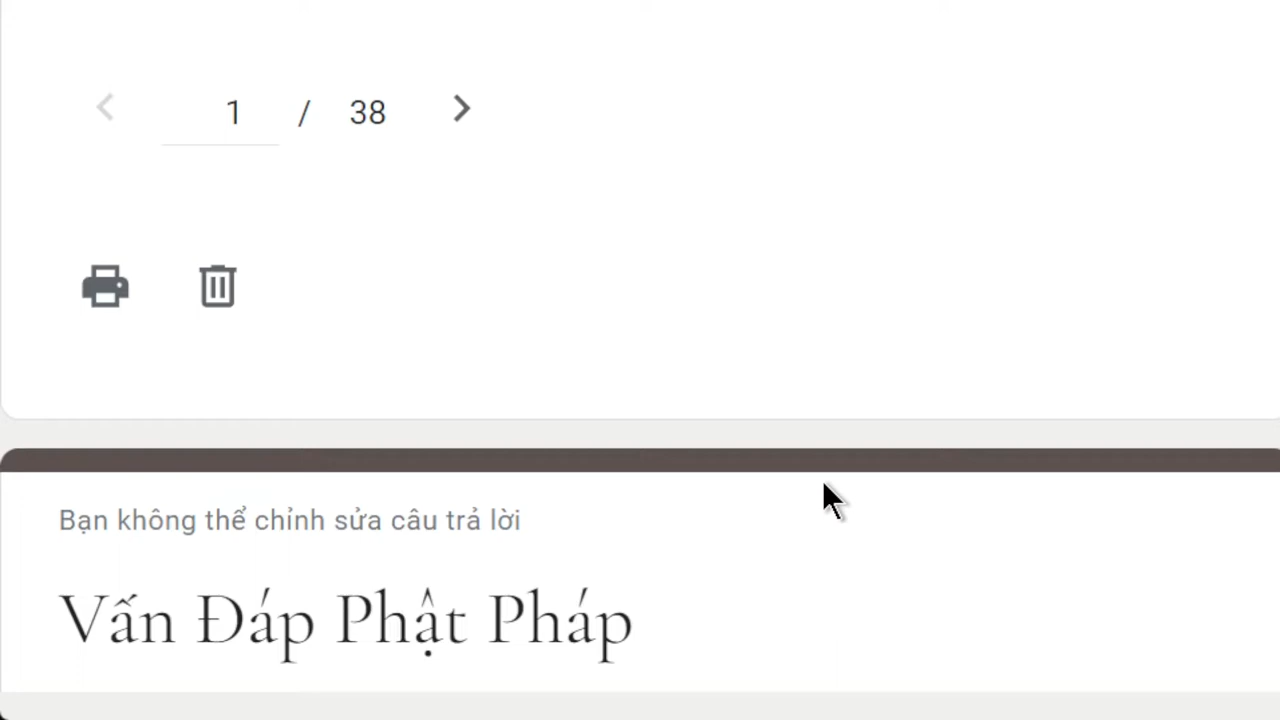 1 / 38
Bạn không thể chỉnh sửa câu trả lời
Vấn Đáp Phật Pháp